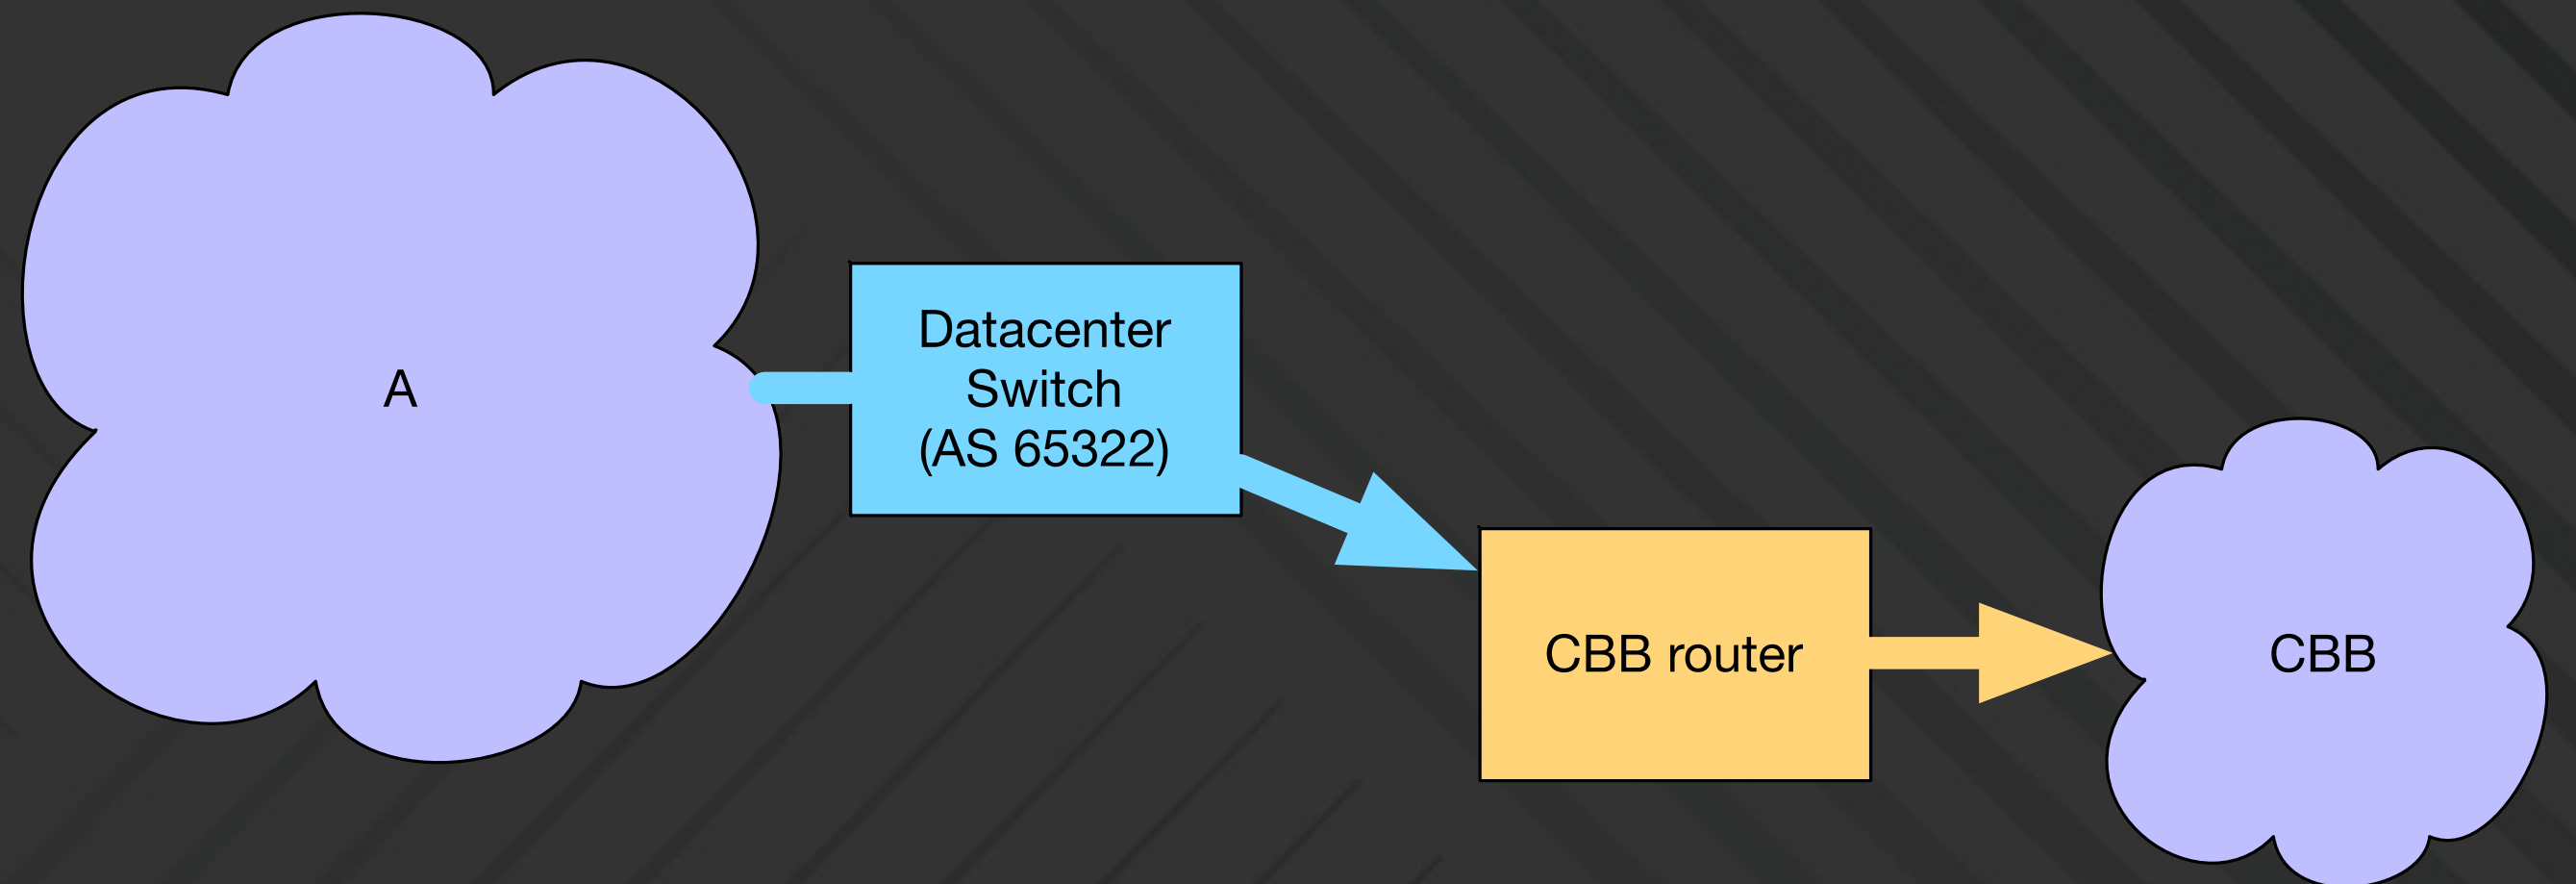 A
Datacenter
Switch
(AS 65322)
CBB router
CBB